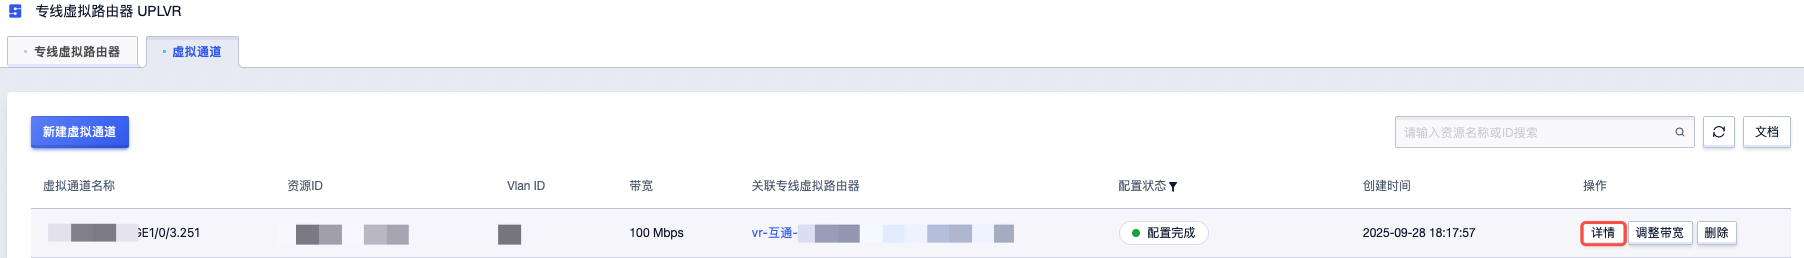 专线虚拟路由器 UPLVR
专线虚拟路由器 虚拟通道
新建虚拟通道 请输入资源名称或ID搜索 文档
虚拟通道名称 资源ID Vlan ID 带宽 关联专线虚拟路由器 配置状态 创建时间 操作
GE1/0/3.251 100 Mbps vr-互通- 配置完成 2025-09-28 18:17:57 详情 调整带宽 删除